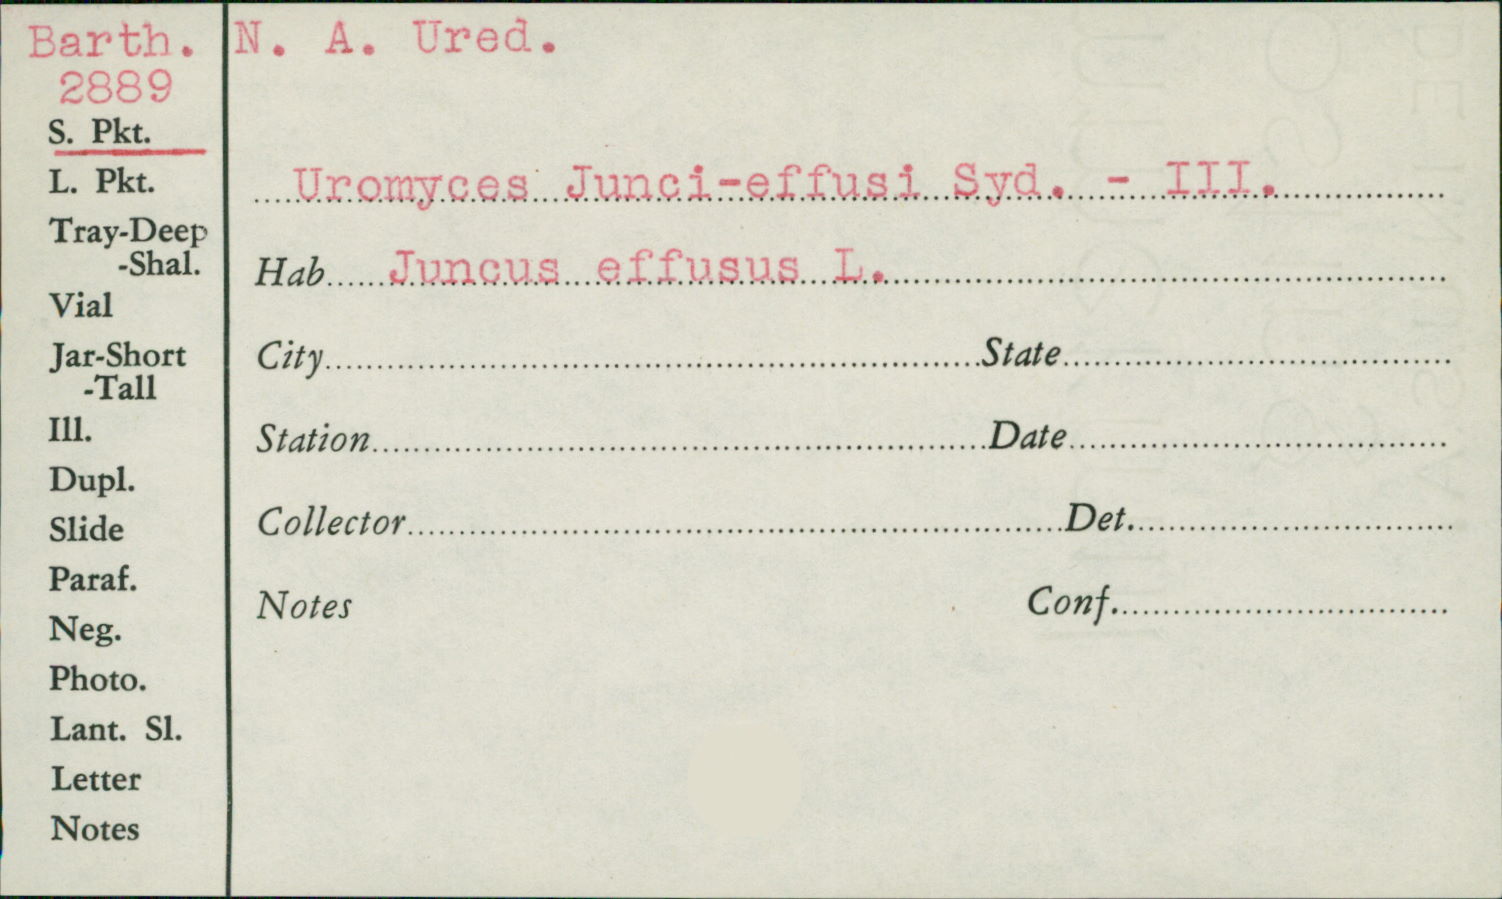 Barth. N. A. Ured.
2889
S. Pkt.
L. Pkt.
Tray-Deep
-Shal.
Vial
Jar-Short
-Tall
Ill.
Dupl.
Slide
Paraf.
Neg.
Photo.
Lant. Sl.
Letter
Notes
Uromyces Junci-effusi Syd. - III.
Hab Juncus effusus L.
City State
Station Date
Collector Det.
Notes Conf.